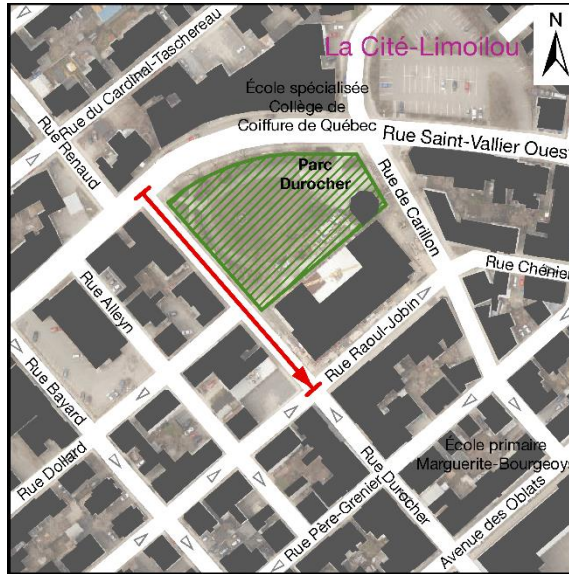 N
La Cité-Limoilou
Rue du Cardinal-Taschereau
École spécialisée
Collège de
Coiffure de Québec
Rue Renaud
Rue Saint-Vallier Ouest
Parc
Durocher
Rue de Carillon
Rue Chénier
Rue Alleyn
Rue Raoul-Jobin
Rue Bayard
Rue Dollard
École primaire
Marguerite-Bourgeoys
Rue Durocher
Rue Père-Grenier
Avenue des Oblats